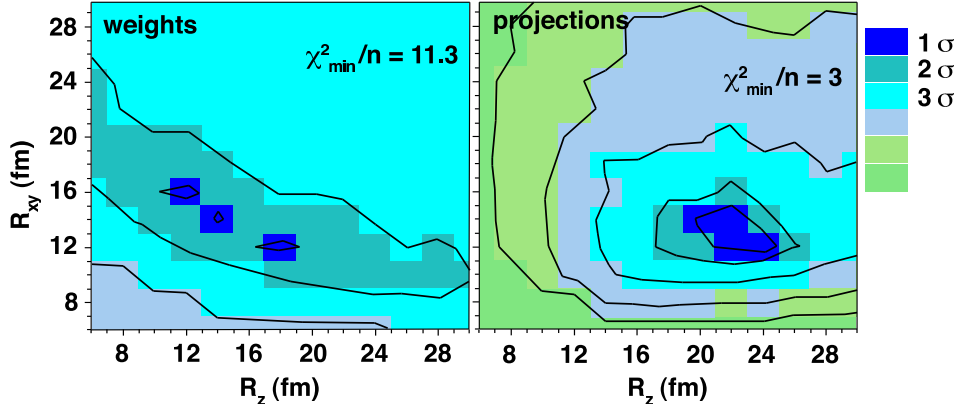 weights
χ²min/n = 11.3
projections
χ²min/n = 3
1 σ
2 σ
3 σ
28
24
20
16
12
8
Rxy (fm)
8 12 16 20 24 28
8 12 16 20 24 28
Rz (fm)
Rz (fm)